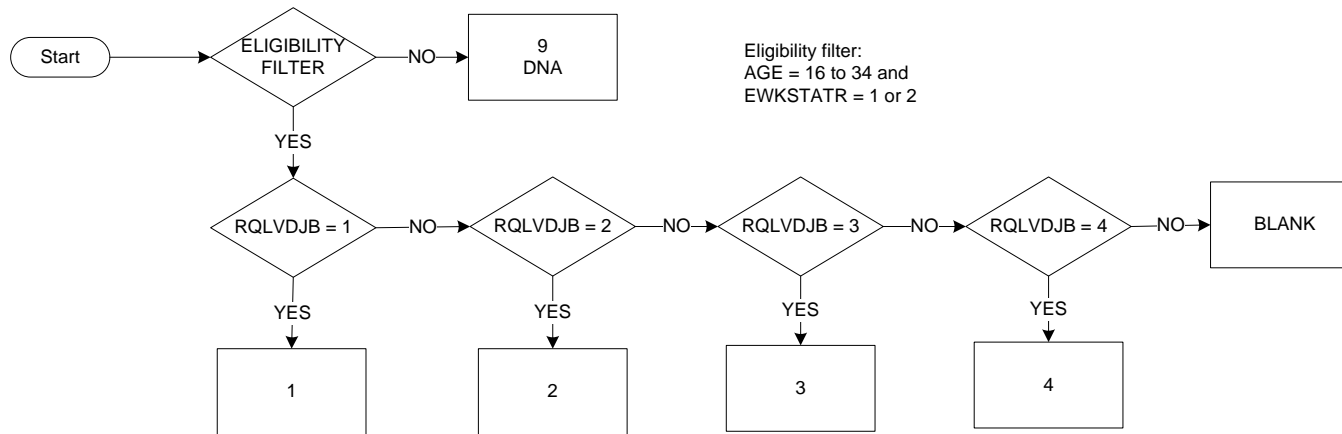 Start
ELIGIBILITY
FILTER
NO
9
DNA
Eligibility filter:
AGE = 16 to 34 and
EWKSTATR = 1 or 2
YES
RQLVDJB = 1
NO
RQLVDJB = 2
NO
RQLVDJB = 3
NO
RQLVDJB = 4
NO
BLANK
YES
YES
YES
YES
1
2
3
4